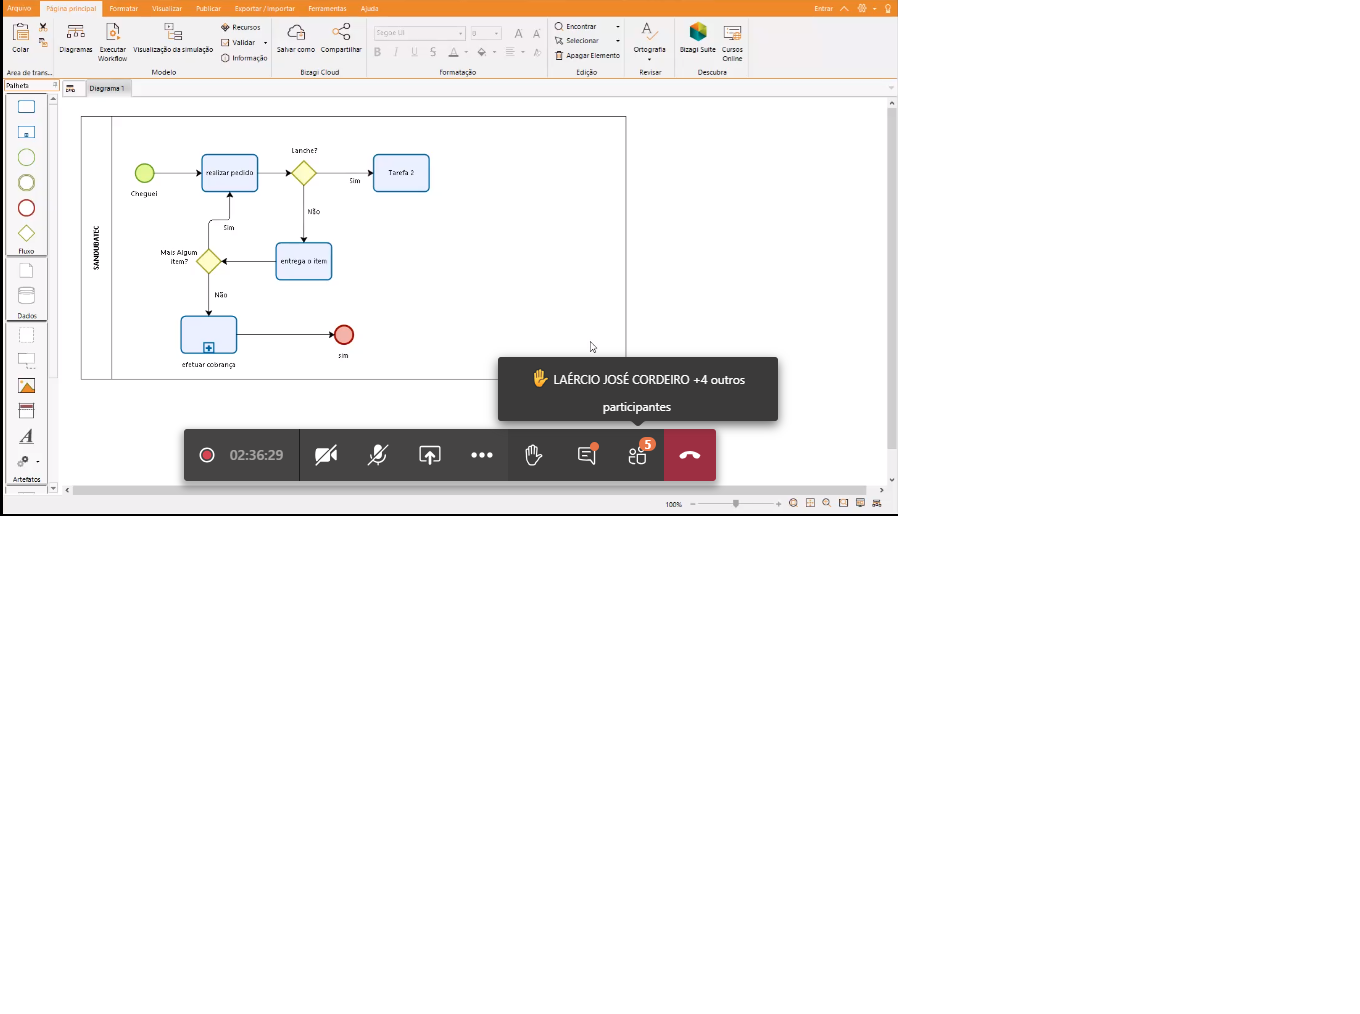 Arquivo
Página principal
Formatar
Visualizar
Publicar
Exportar / Importar
Ferramentas
Ajuda
Entrar
Colar
Área de trans...
Diagramas
Executar
Workflow
Visualização da simulação
Recursos
Validar
Informação
Modelo
Salvar como
Compartilhar
Bizagi Cloud
Segoe UI
B I U S
A
Formatação
Encontrar
Selecionar
Apagar Elemento
Edição
Ortografia
Revisar
Bizagi Suite
Cursos
Online
Descubra
Palheta
Diagrama 1
Fluxo
Dados
Artefatos
SANDUBATEC
Cheguei
realizar pedido
Lanche?
Sim
Tarefa 2
Não
Sim
Mais Algum
item?
entrega o item
Não
efetuar cobrança
sim
LAÉRCIO JOSÉ CORDEIRO +4 outros
participantes
02:36:29
5
100%